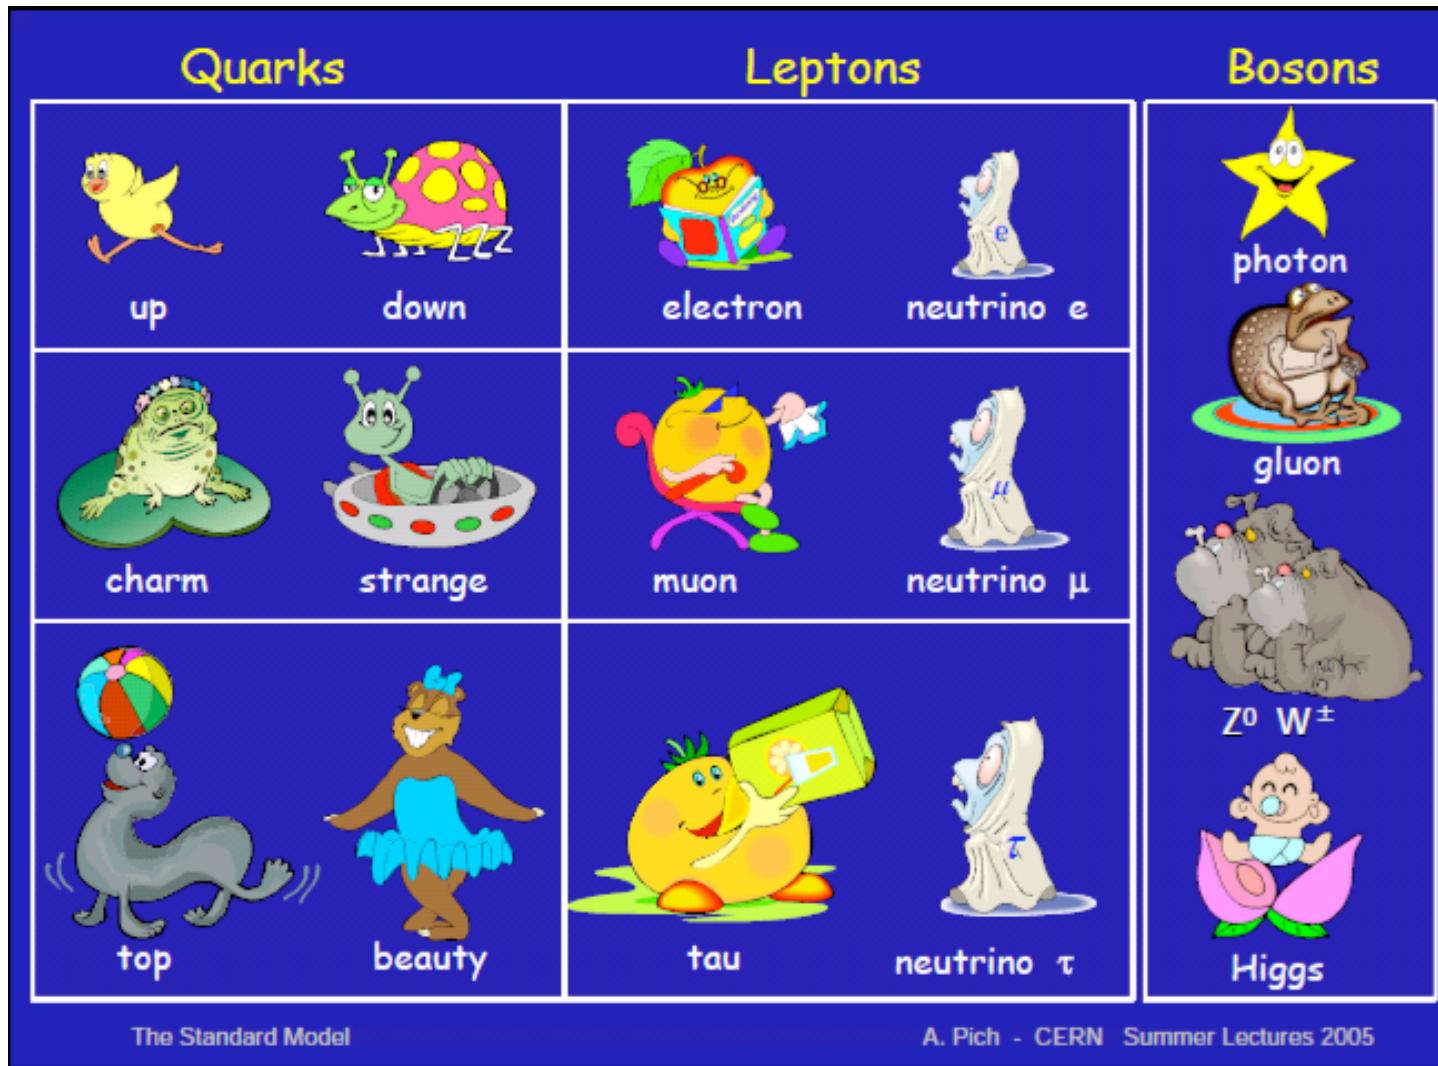 Quarks Leptons Bosons
up down electron neutrino e
photon
gluon
charm strange muon neutrino μ
Z⁰ W±
top beauty tau neutrino τ
Higgs
e
μ
τ
The Standard Model A. Pich - CERN Summer Lectures 2005